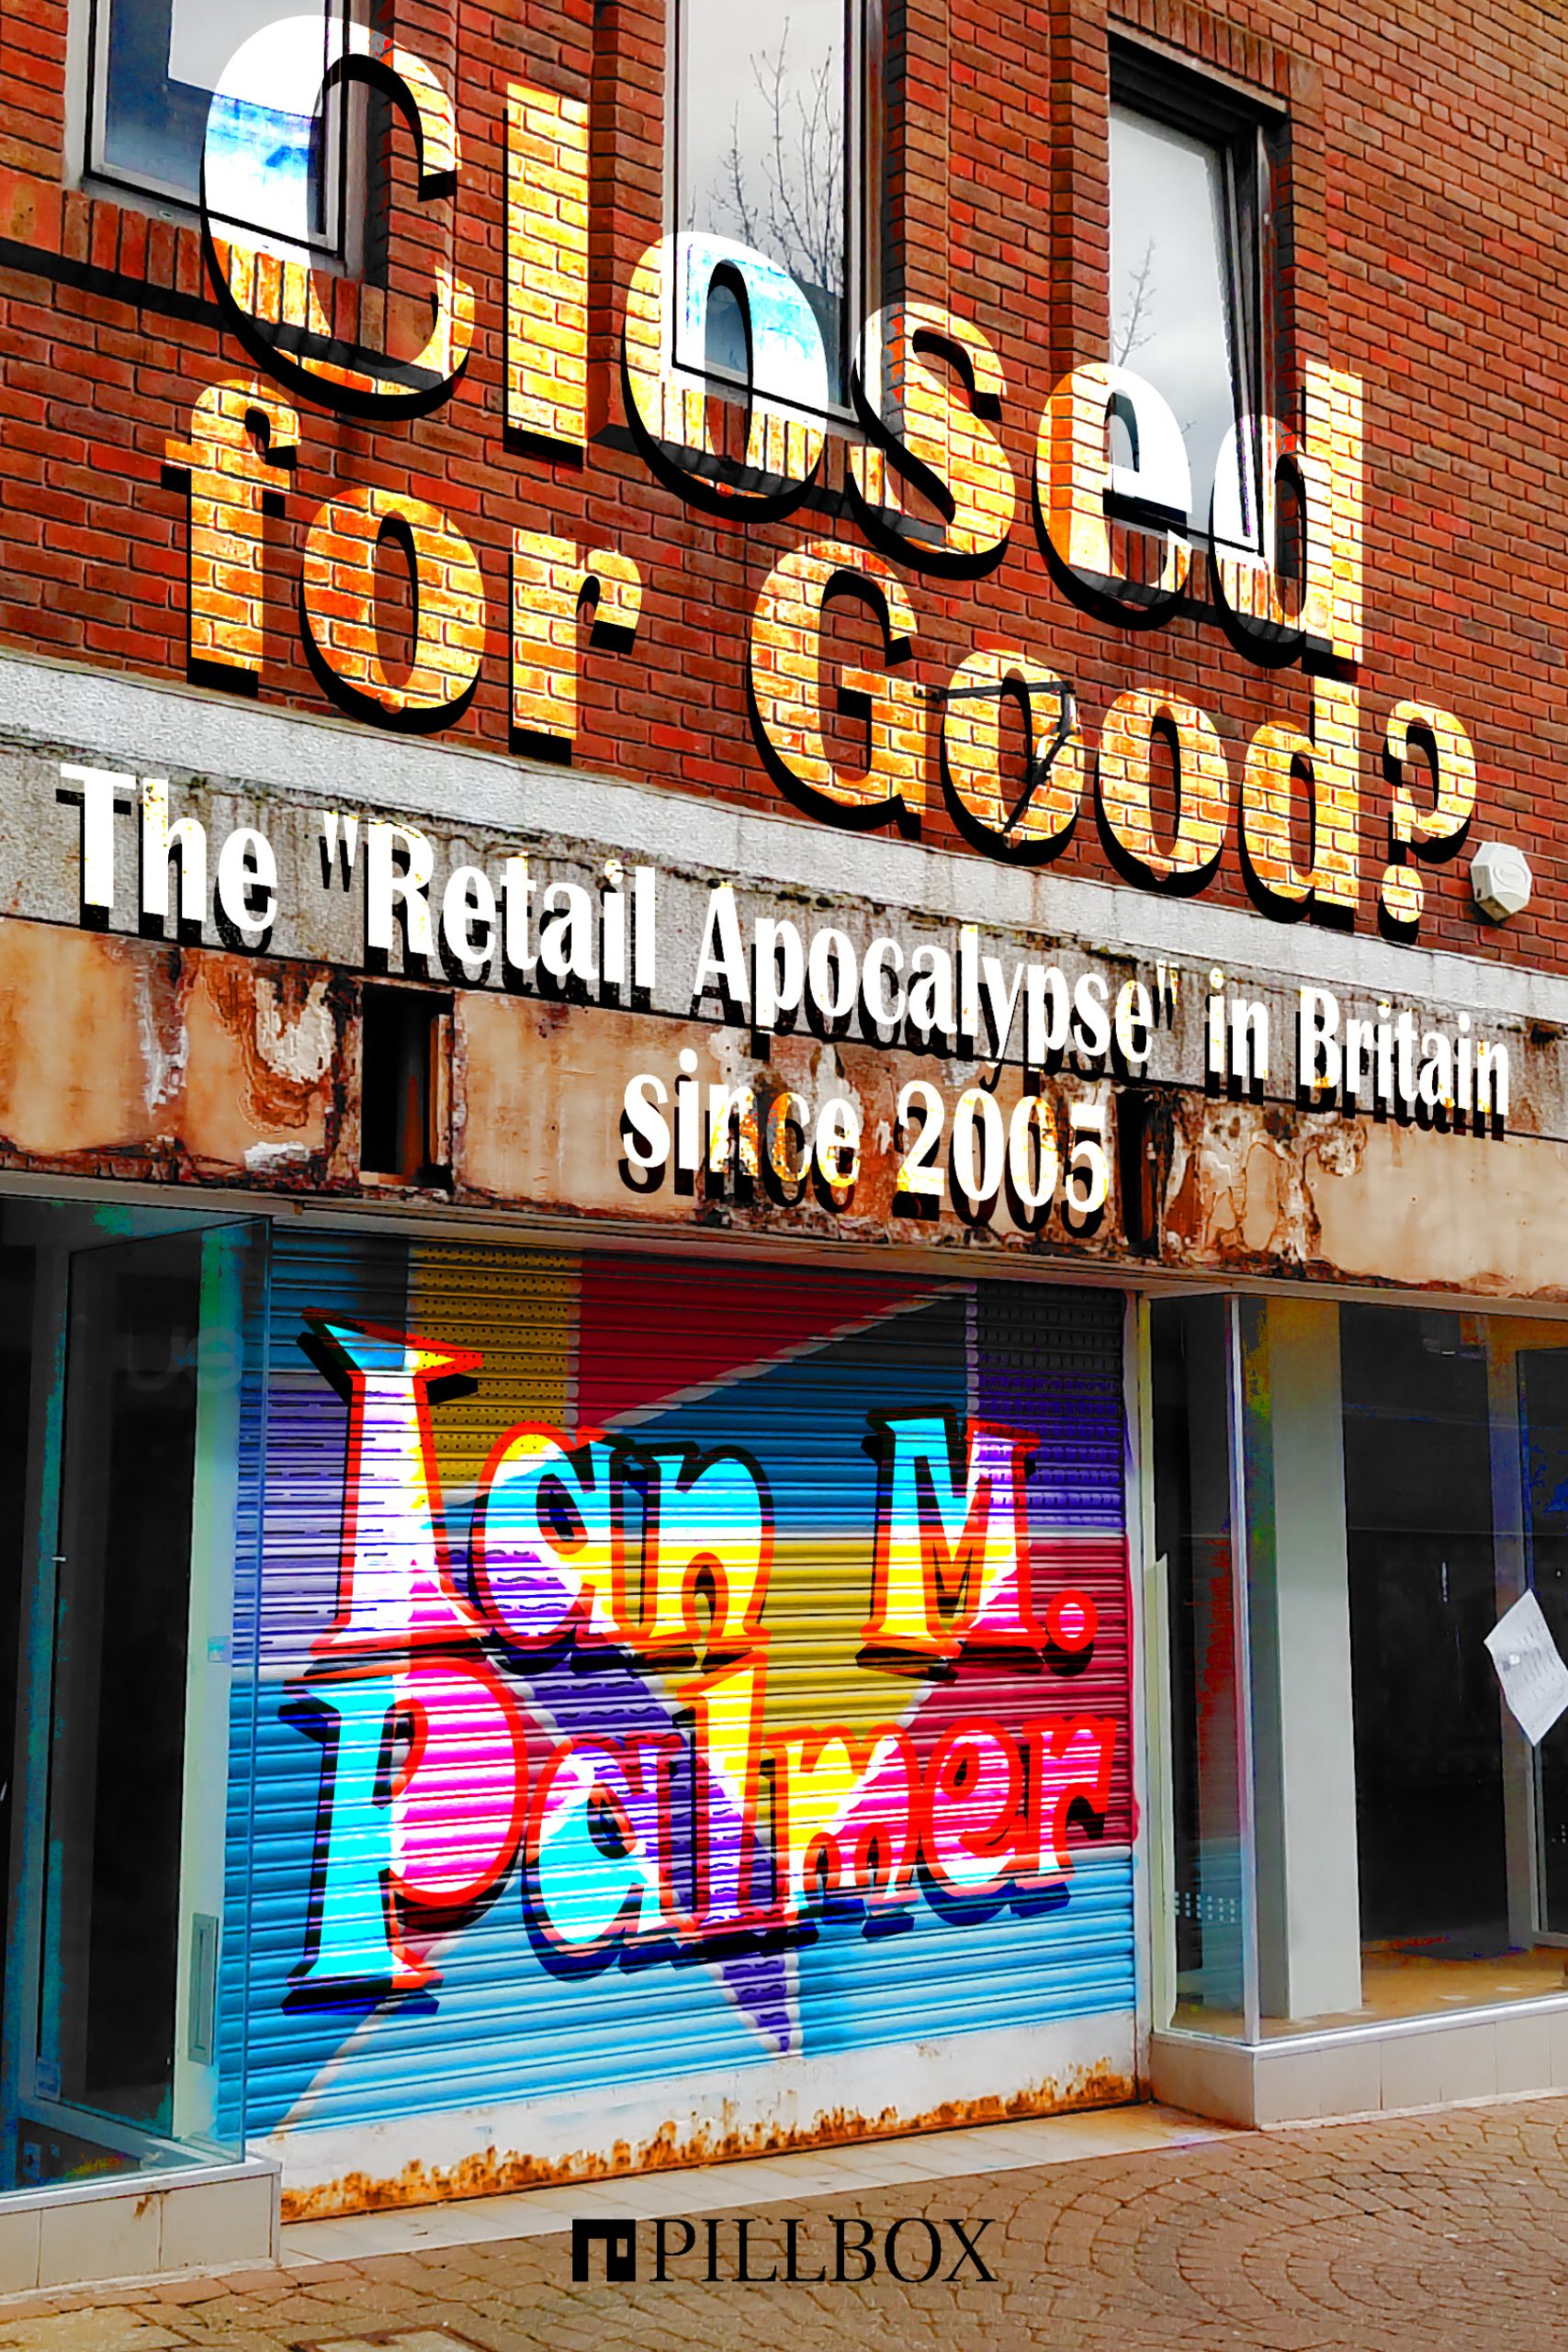 Closed
for Good?
The "Retail Apocalypse" in Britain
since 2005
Ian M.
Palmer
PILLBOX